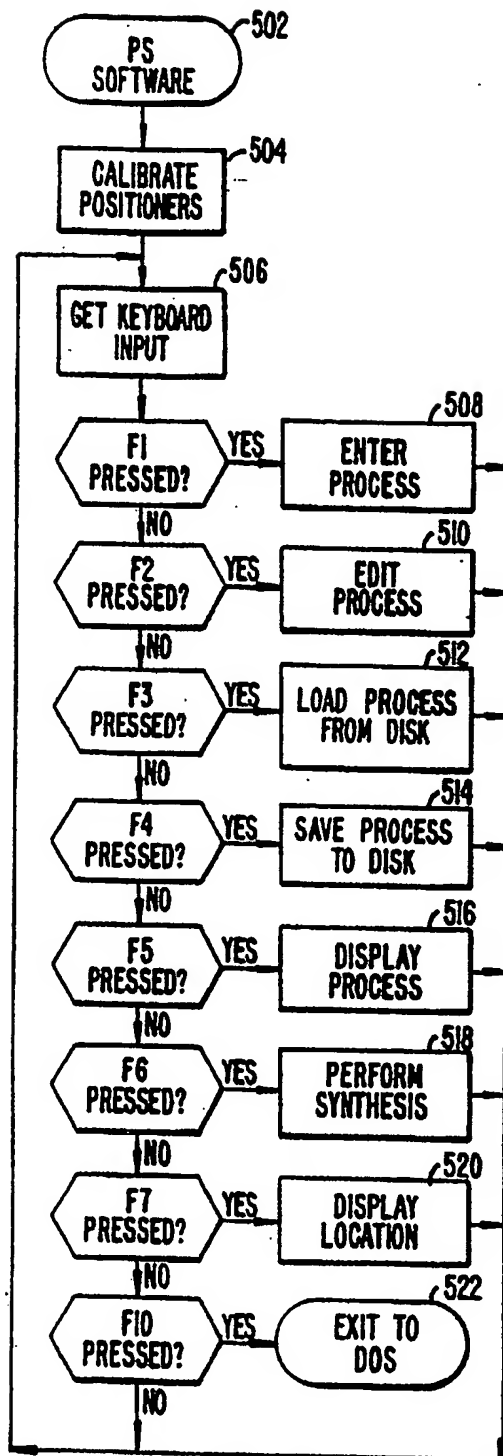 502
PS
SOFTWARE
504
CALIBRATE
POSITIONERS
506
GET KEYBOARD
INPUT
F1
PRESSED?
YES
508
ENTER
PROCESS
NO
F2
PRESSED?
YES
510
EDIT
PROCESS
NO
F3
PRESSED?
YES
512
LOAD PROCESS
FROM DISK
NO
F4
PRESSED?
YES
514
SAVE PROCESS
TO DISK
NO
F5
PRESSED?
YES
516
DISPLAY
PROCESS
NO
F6
PRESSED?
YES
518
PERFORM
SYNTHESIS
NO
F7
PRESSED?
YES
520
DISPLAY
LOCATION
NO
F10
PRESSED?
YES
522
EXIT TO
DOS
NO